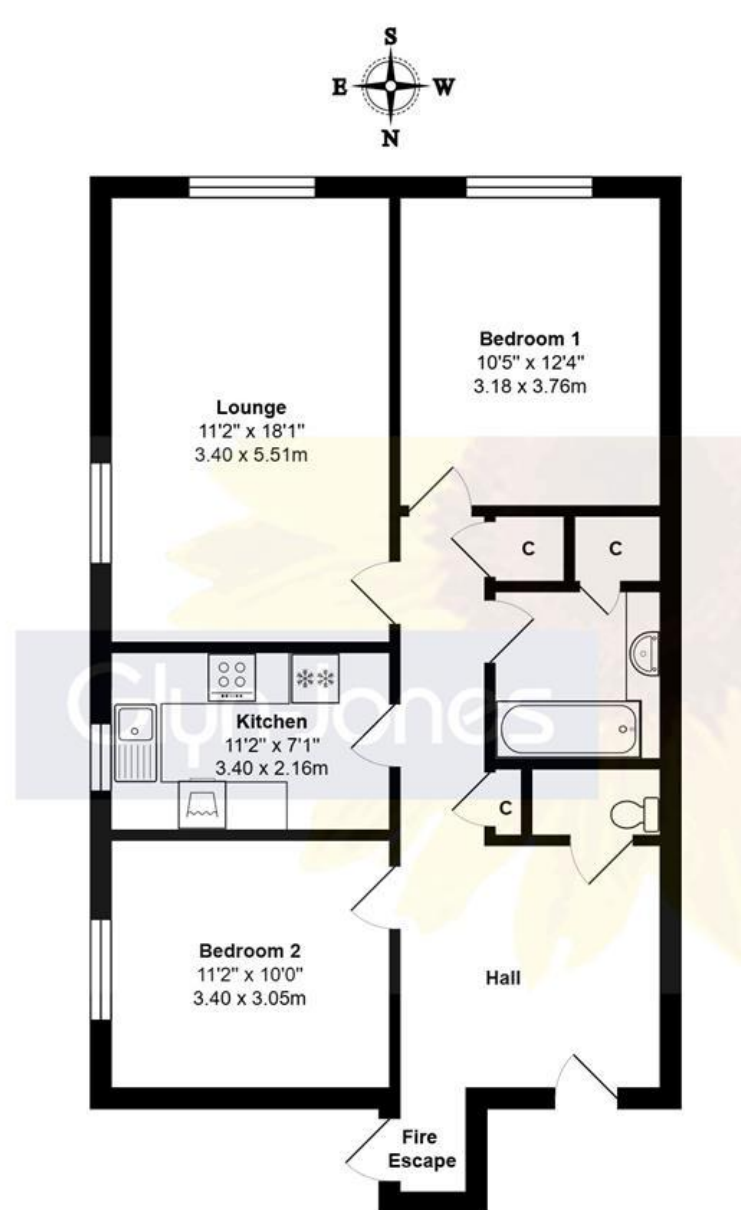 S
E W
N
Bedroom 1
10'5" x 12'4"
3.18 x 3.76m
Lounge
11'2" x 18'1"
3.40 x 5.51m
C
C
Glyn Jones
Kitchen
11'2" x 7'1"
3.40 x 2.16m
C
Bedroom 2
11'2" x 10'0"
3.40 x 3.05m
Hall
Fire
Escape